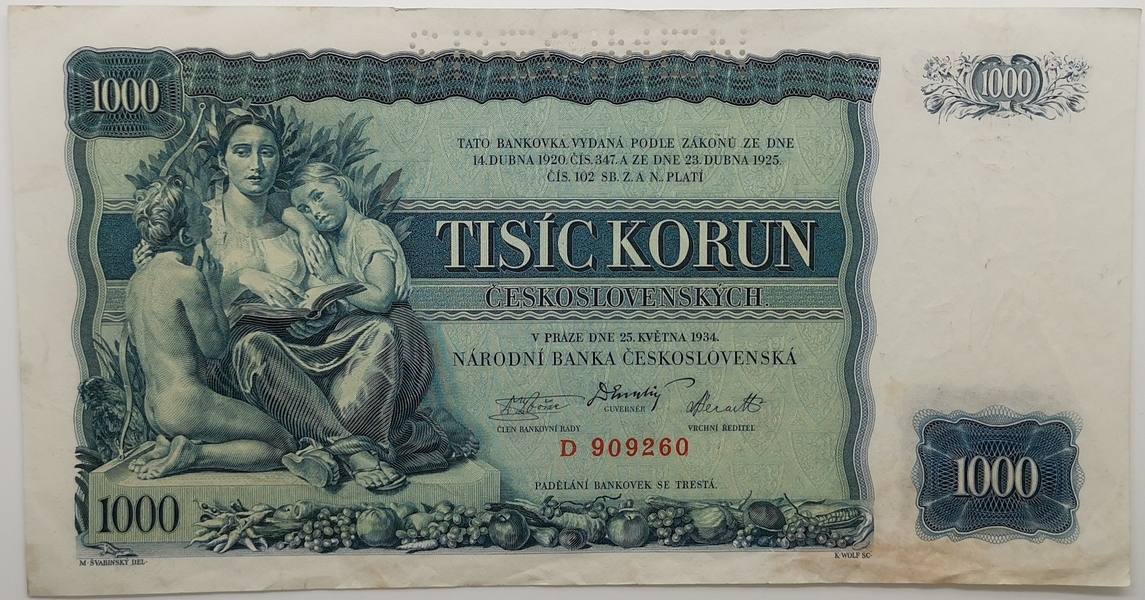 SPECIMEN
1000
1000
TATO BANKOVKA, VYDANÁ PODLE ZÁKONŮ ZE DNE
14. DUBNA 1920, ČÍS. 347. A ZE DNE 23. DUBNA 1925,
ČÍS. 102 SB. Z. A N., PLATÍ
TISÍC KORUN
ČESKOSLOVENSKÝCH.
V PRAZE DNE 25. KVĚTNA 1934.
NÁRODNÍ BANKA ČESKOSLOVENSKÁ
ČLEN BANKOVNÍ RADY
GUVERNÉR
VRCHNÍ ŘEDITEL
D 909260
PADĚLÁNÍ BANKOVEK SE TRESTÁ.
1000
1000
M. ŠVABINSKÝ DEL.
K. WOLF SC.